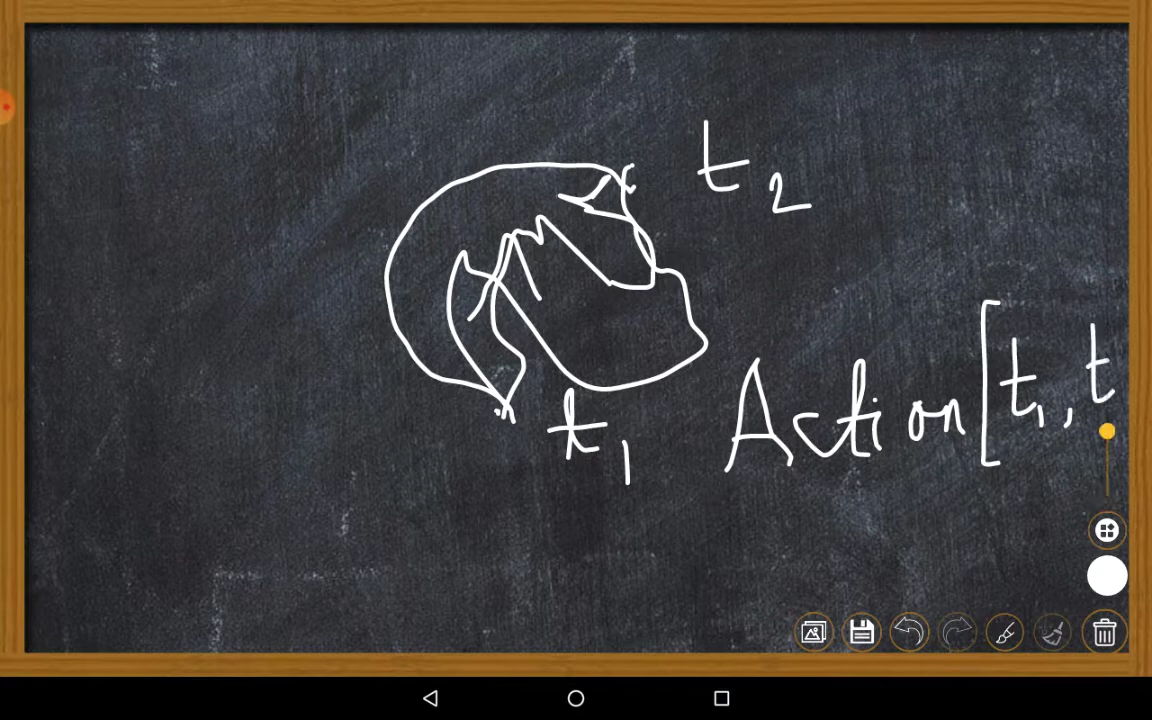 t₂
t₁
Action [t₁, t